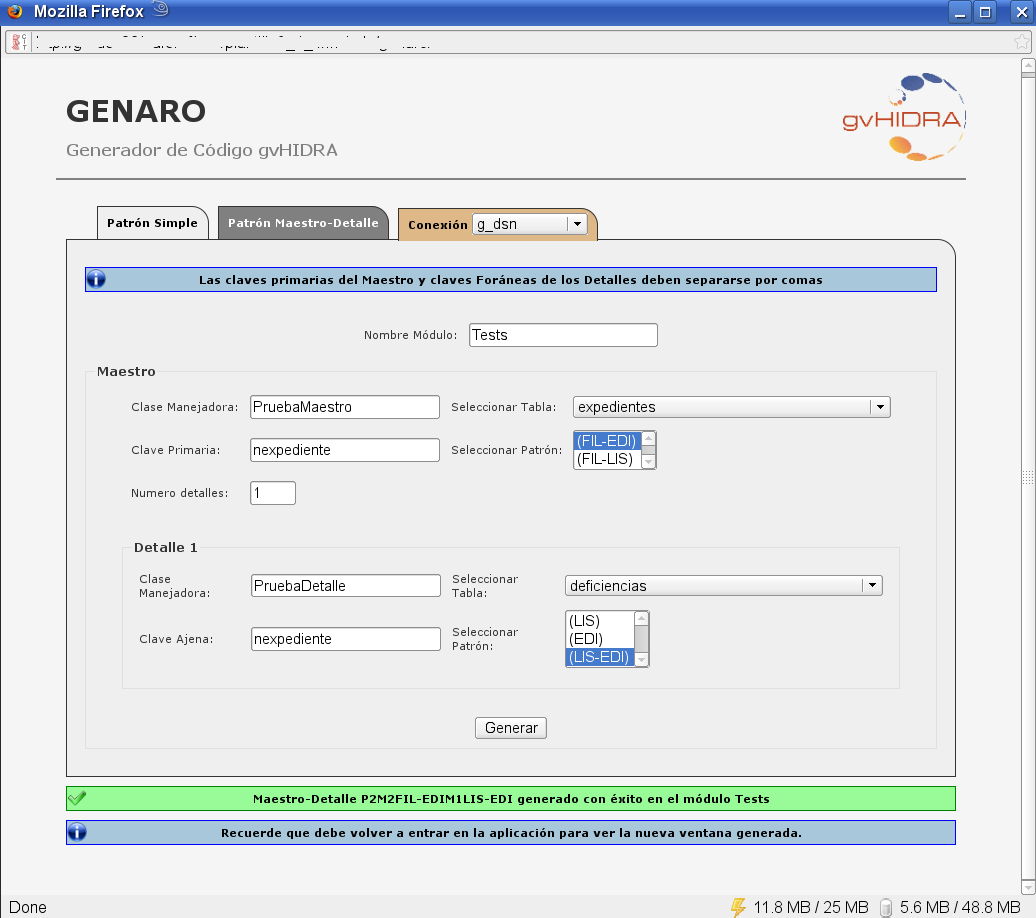 Mozilla Firefox
GENARO
Generador de Código gvHIDRA
gvHIDRA
Patrón Simple
Patrón Maestro-Detalle
Conexión g_dsn
Las claves primarias del Maestro y claves Foráneas de los Detalles deben separarse por comas
Nombre Módulo: Tests
Maestro
Clase Manejadora: PruebaMaestro Seleccionar Tabla: expedientes
Clave Primaria: nexpediente Seleccionar Patrón: (FIL-EDI)
(FIL-LIS)
Numero detalles: 1
Detalle 1
Clase
Manejadora: PruebaDetalle
Seleccionar
Tabla: deficiencias
Clave Ajena: nexpediente
Seleccionar
Patrón:
(LIS)
(EDI)
(LIS-EDI)
Generar
Maestro-Detalle P2M2FIL-EDIM1LIS-EDI generado con éxito en el módulo Tests
Recuerde que debe volver a entrar en la aplicación para ver la nueva ventana generada.
Done 11.8 MB / 25 MB 5.6 MB / 48.8 MB